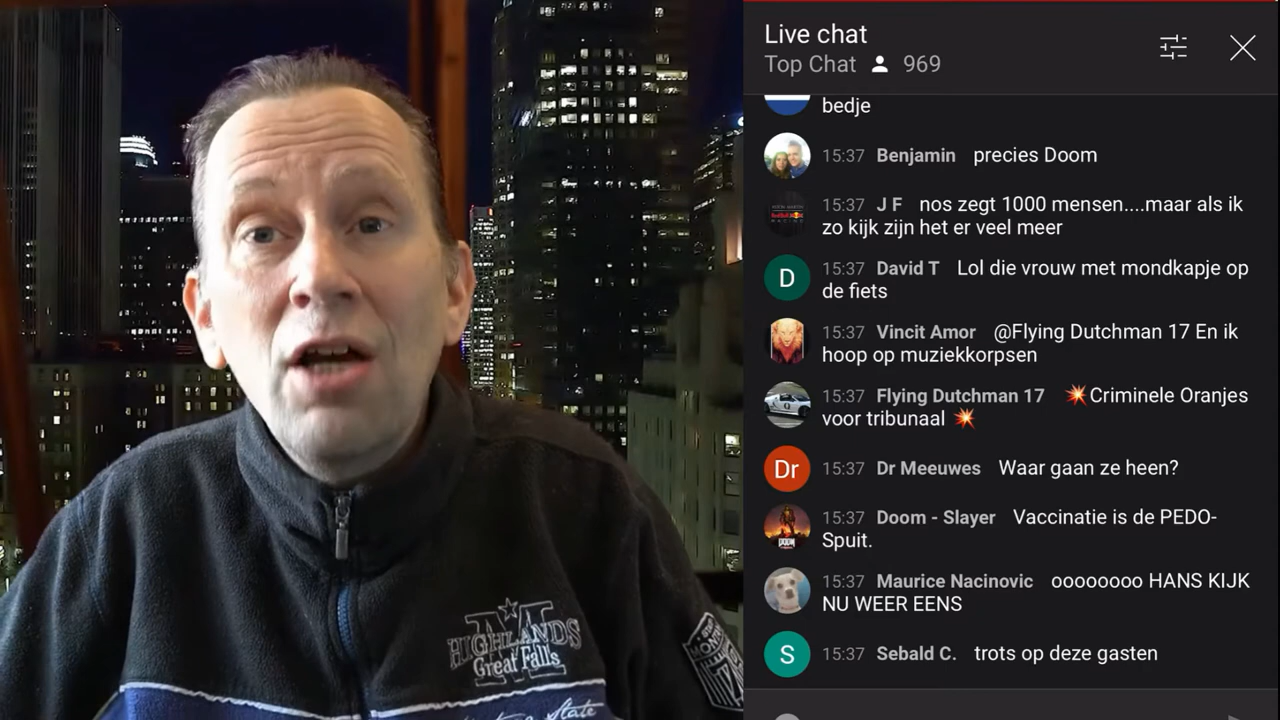 Live chat
Top Chat 969
bedje
15:37 Benjamin precies Doom
15:37 J F nos zegt 1000 mensen....maar als ik
zo kijk zijn het er veel meer
D 15:37 David T Lol die vrouw met mondkapje op
de fiets
15:37 Vincit Amor @Flying Dutchman 17 En ik
hoop op muziekkorpsen
15:37 Flying Dutchman 17 💥Criminele Oranjes
voor tribunaal 💥
Dr 15:37 Dr Meeuwes Waar gaan ze heen?
15:37 Doom - Slayer Vaccinatie is de PEDO-
Spuit.
15:37 Maurice Nacinovic oooooooo HANS KIJK
NU WEER EENS
S 15:37 Sebald C. trots op deze gasten
M
HIGHLANDS
Great Falls
State